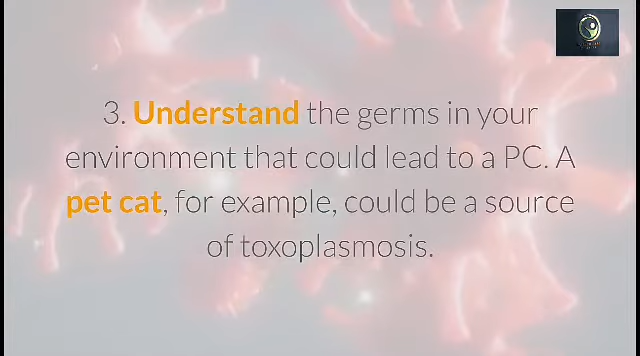 3. Understand the germs in your
environment that could lead to a PC. A
pet cat, for example, could be a source
of toxoplasmosis.